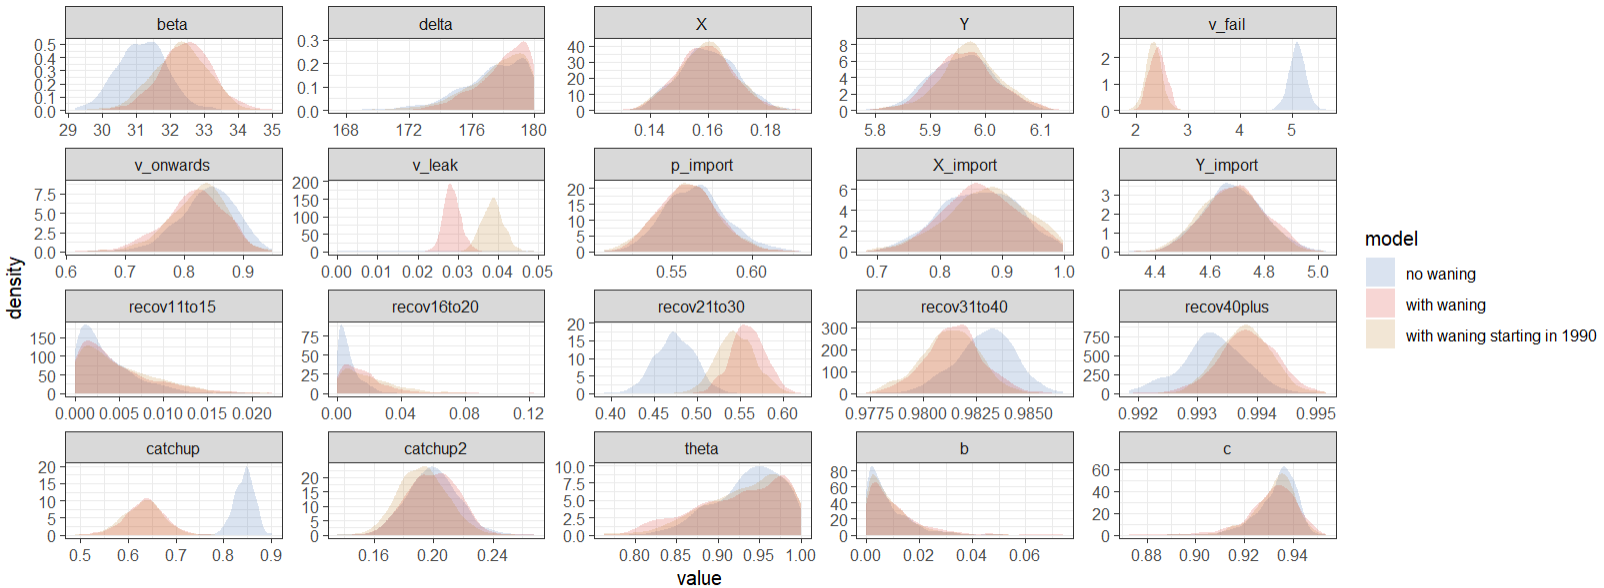 beta delta X Y v_fail
0.5 0.4 0.3 0.2 0.1 0.0
29 30 31 32 33 34 35
0.3 0.2 0.1 0.0
168 172 176 180
40 30 20 10 0
0.14 0.16 0.18
8 6 4 2 0
5.8 5.9 6.0 6.1
2 1 0
2 3 4 5
v_onwards v_leak p_import X_import Y_import
7.5 5.0 2.5 0.0
0.6 0.7 0.8 0.9
200 150 100 50 0
0.00 0.01 0.02 0.03 0.04 0.05
20 15 10 5 0
0.55 0.60
6 4 2 0
0.7 0.8 0.9 1.0
3 2 1 0
4.4 4.6 4.8 5.0
recov11to15 recov16to20 recov21to30 recov31to40 recov40plus
150 100 50 0
0.000 0.005 0.010 0.015 0.020
75 50 25 0
0.00 0.04 0.08 0.12
20 15 10 5 0
0.40 0.45 0.50 0.55 0.60
300 200 100 0
0.9775 0.9800 0.9825 0.9850
750 500 250 0
0.992 0.993 0.994 0.995
catchup catchup2 theta b c
20 15 10 5 0
0.5 0.6 0.7 0.8 0.9
20 15 10 5 0
0.16 0.20 0.24
10.0 7.5 5.0 2.5 0.0
0.80 0.85 0.90 0.95 1.00
80 60 40 20 0
0.00 0.02 0.04 0.06
60 40 20 0
0.88 0.90 0.92 0.94
density
value
model
no waning
with waning
with waning starting in 1990